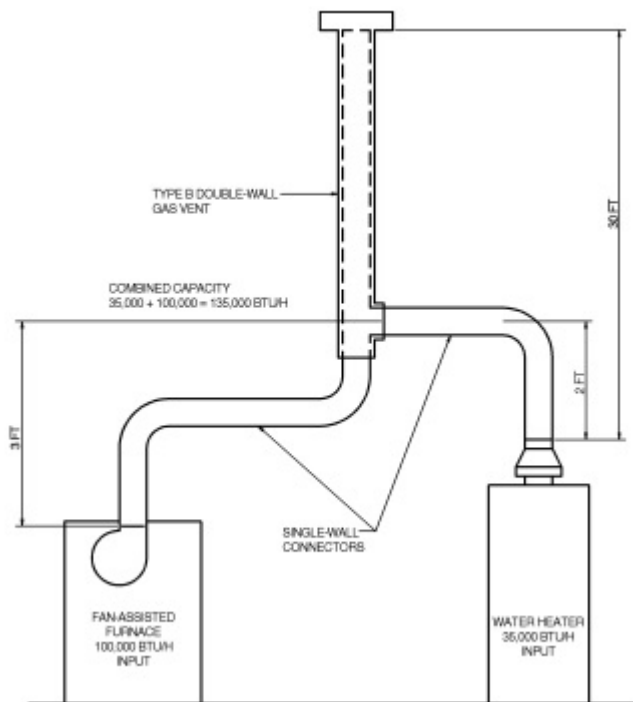 TYPE B DOUBLE-WALL
GAS VENT
30 FT
COMBINED CAPACITY
35,000 + 100,000 = 135,000 BTU/H
2 FT
3 FT
SINGLE-WALL
CONNECTORS
FAN-ASSISTED
FURNACE
100,000 BTU/H
INPUT
WATER HEATER
35,000 BTU/H
INPUT